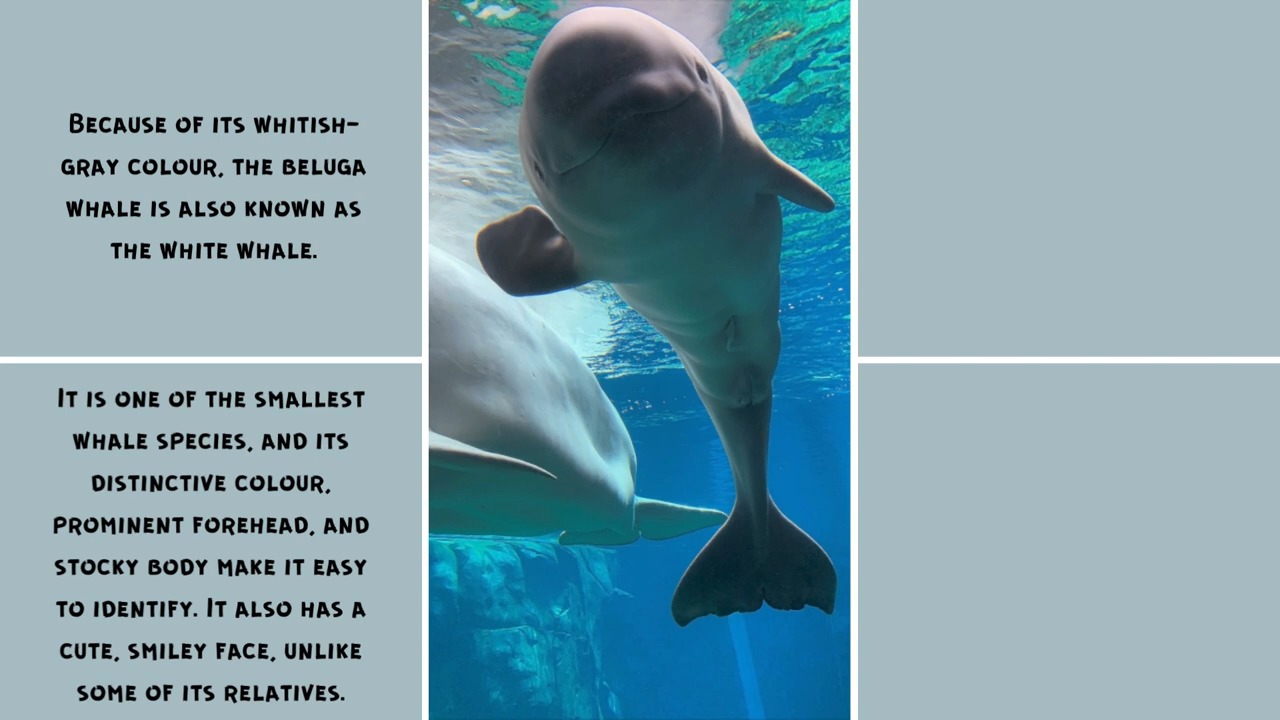 Because of its whitish-
gray colour, the beluga
whale is also known as
the white whale.
It is one of the smallest
whale species, and its
distinctive colour,
prominent forehead, and
stocky body make it easy
to identify. It also has a
cute, smiley face, unlike
some of its relatives.